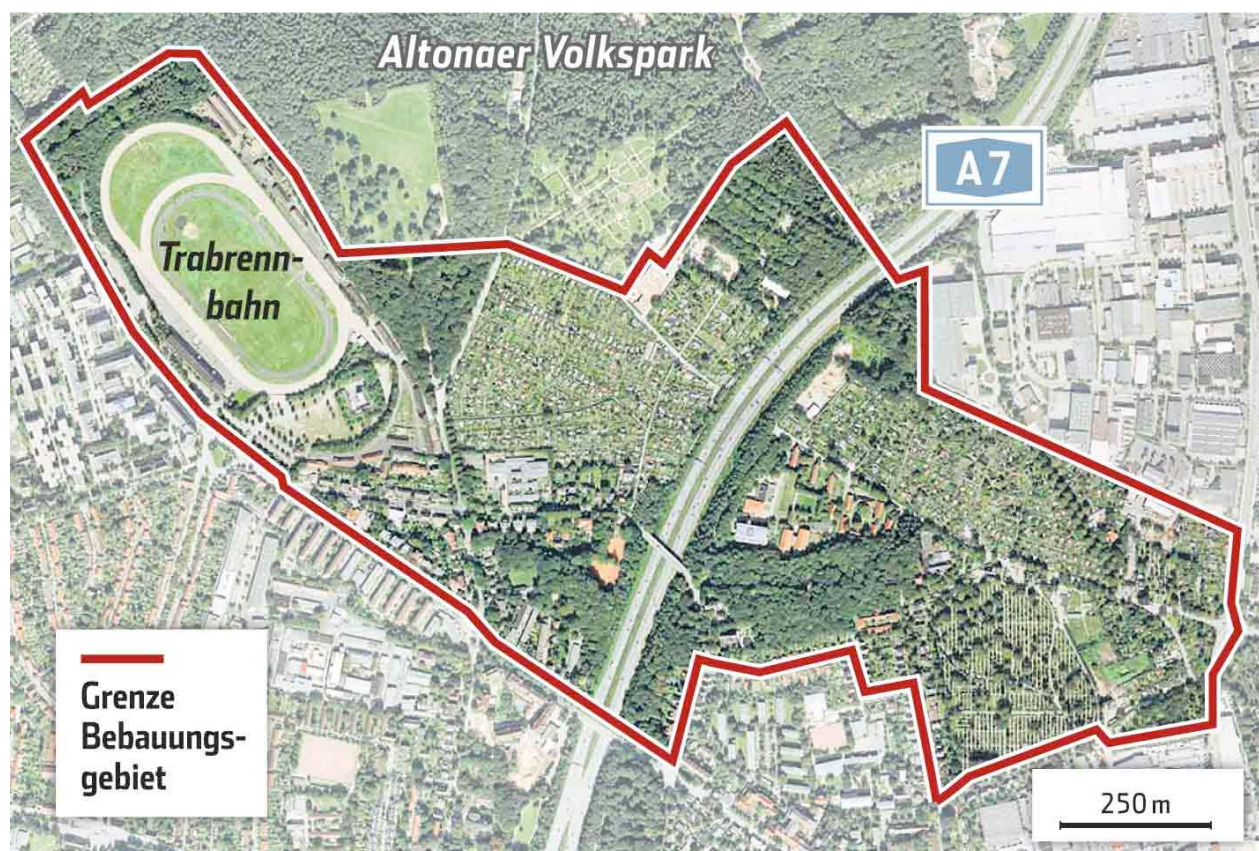 Altonaer Volkspark
A7
Trabrenn-
bahn
Grenze
Bebauungs-
gebiet
250 m